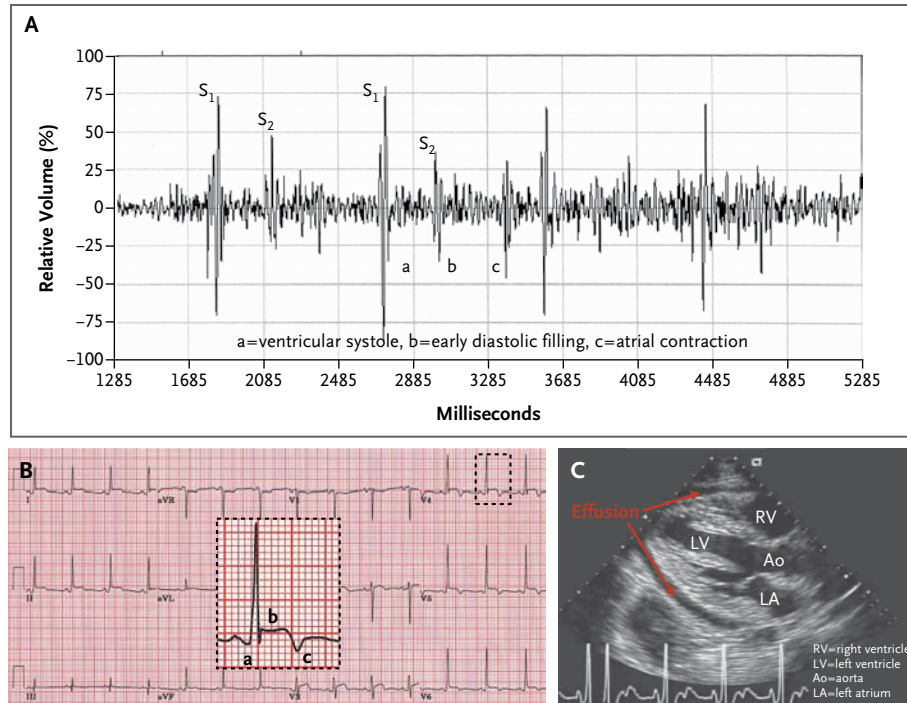 A
100
75
50
25
0
−25
−50
−75
−100
Relative Volume (%)
S1
S2
S1
S2
a
b
c
a=ventricular systole, b=early diastolic filling, c=atrial contraction
1285 1685 2085 2485 2885 3285 3685 4085 4485 4885 5285
Milliseconds
B
I
aVR
V1
V4
II
aVL
V5
III
aVF
V3
V6
a
b
c
C
Effusion
RV
LV
Ao
LA
RV=right ventricle
LV=left ventricle
Ao=aorta
LA=left atrium